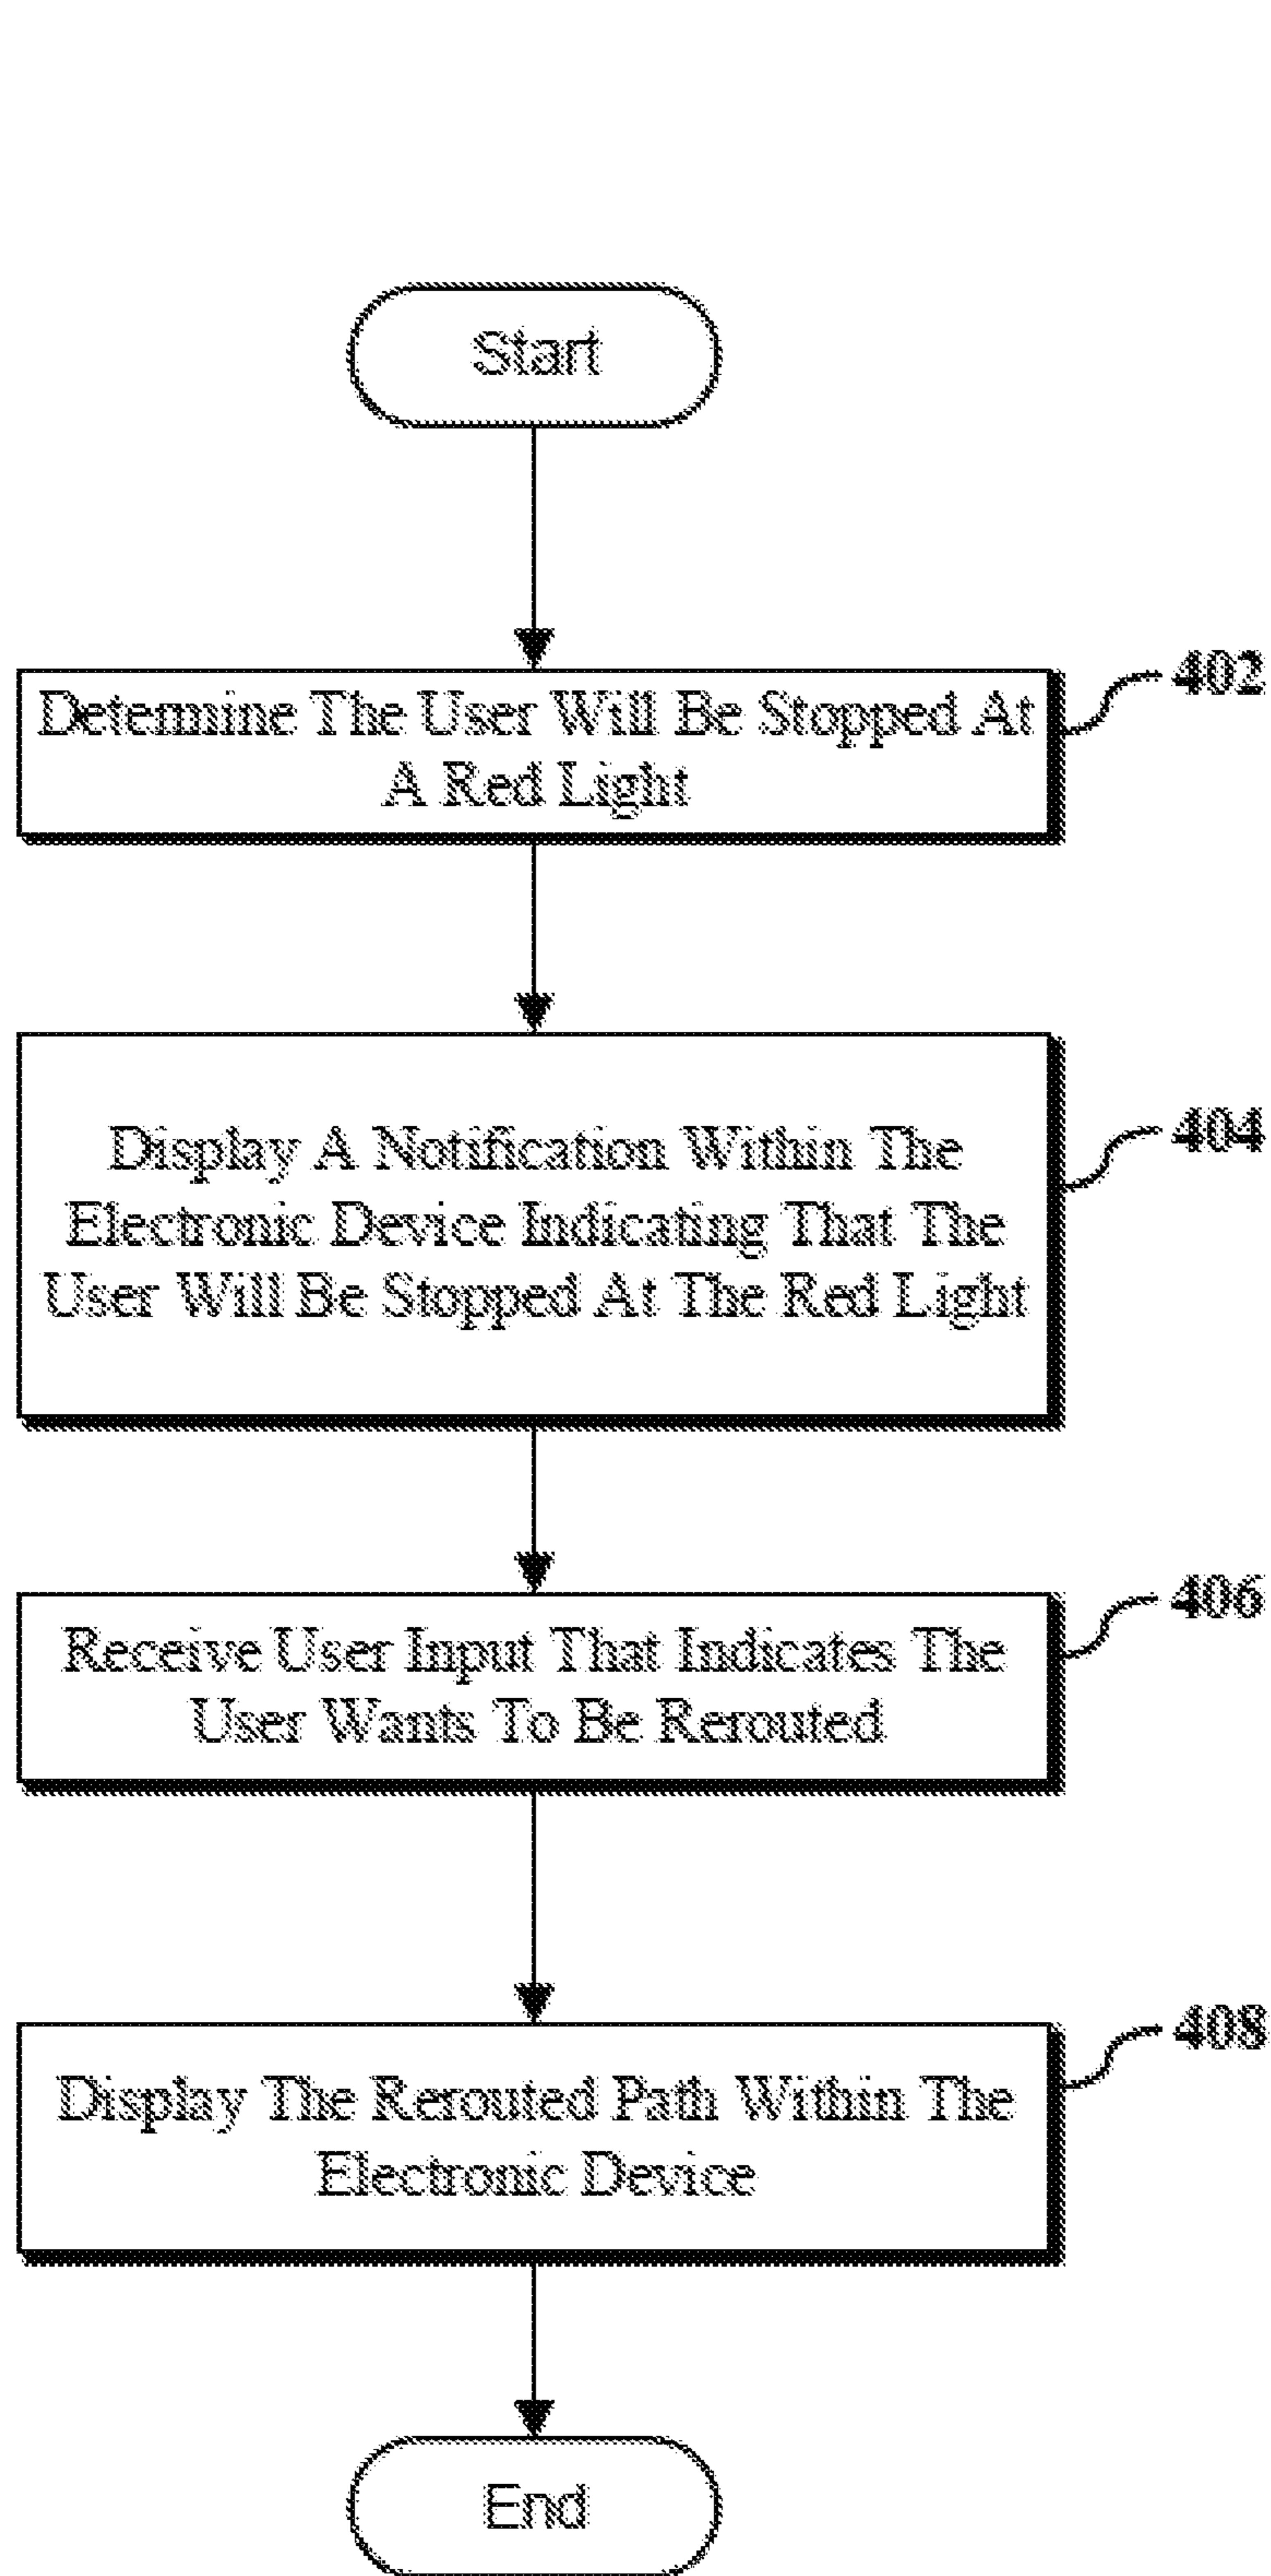 Start
402
Determine The User Will Be Stopped At
A Red Light
404
Display A Notification Within The
Electronic Device Indicating That The
User Will Be Stopped At The Red Light
406
Receive User Input That Indicates The
User Wants To Be Rerouted
408
Display The Rerouted Path Within The
Electronic Device
End